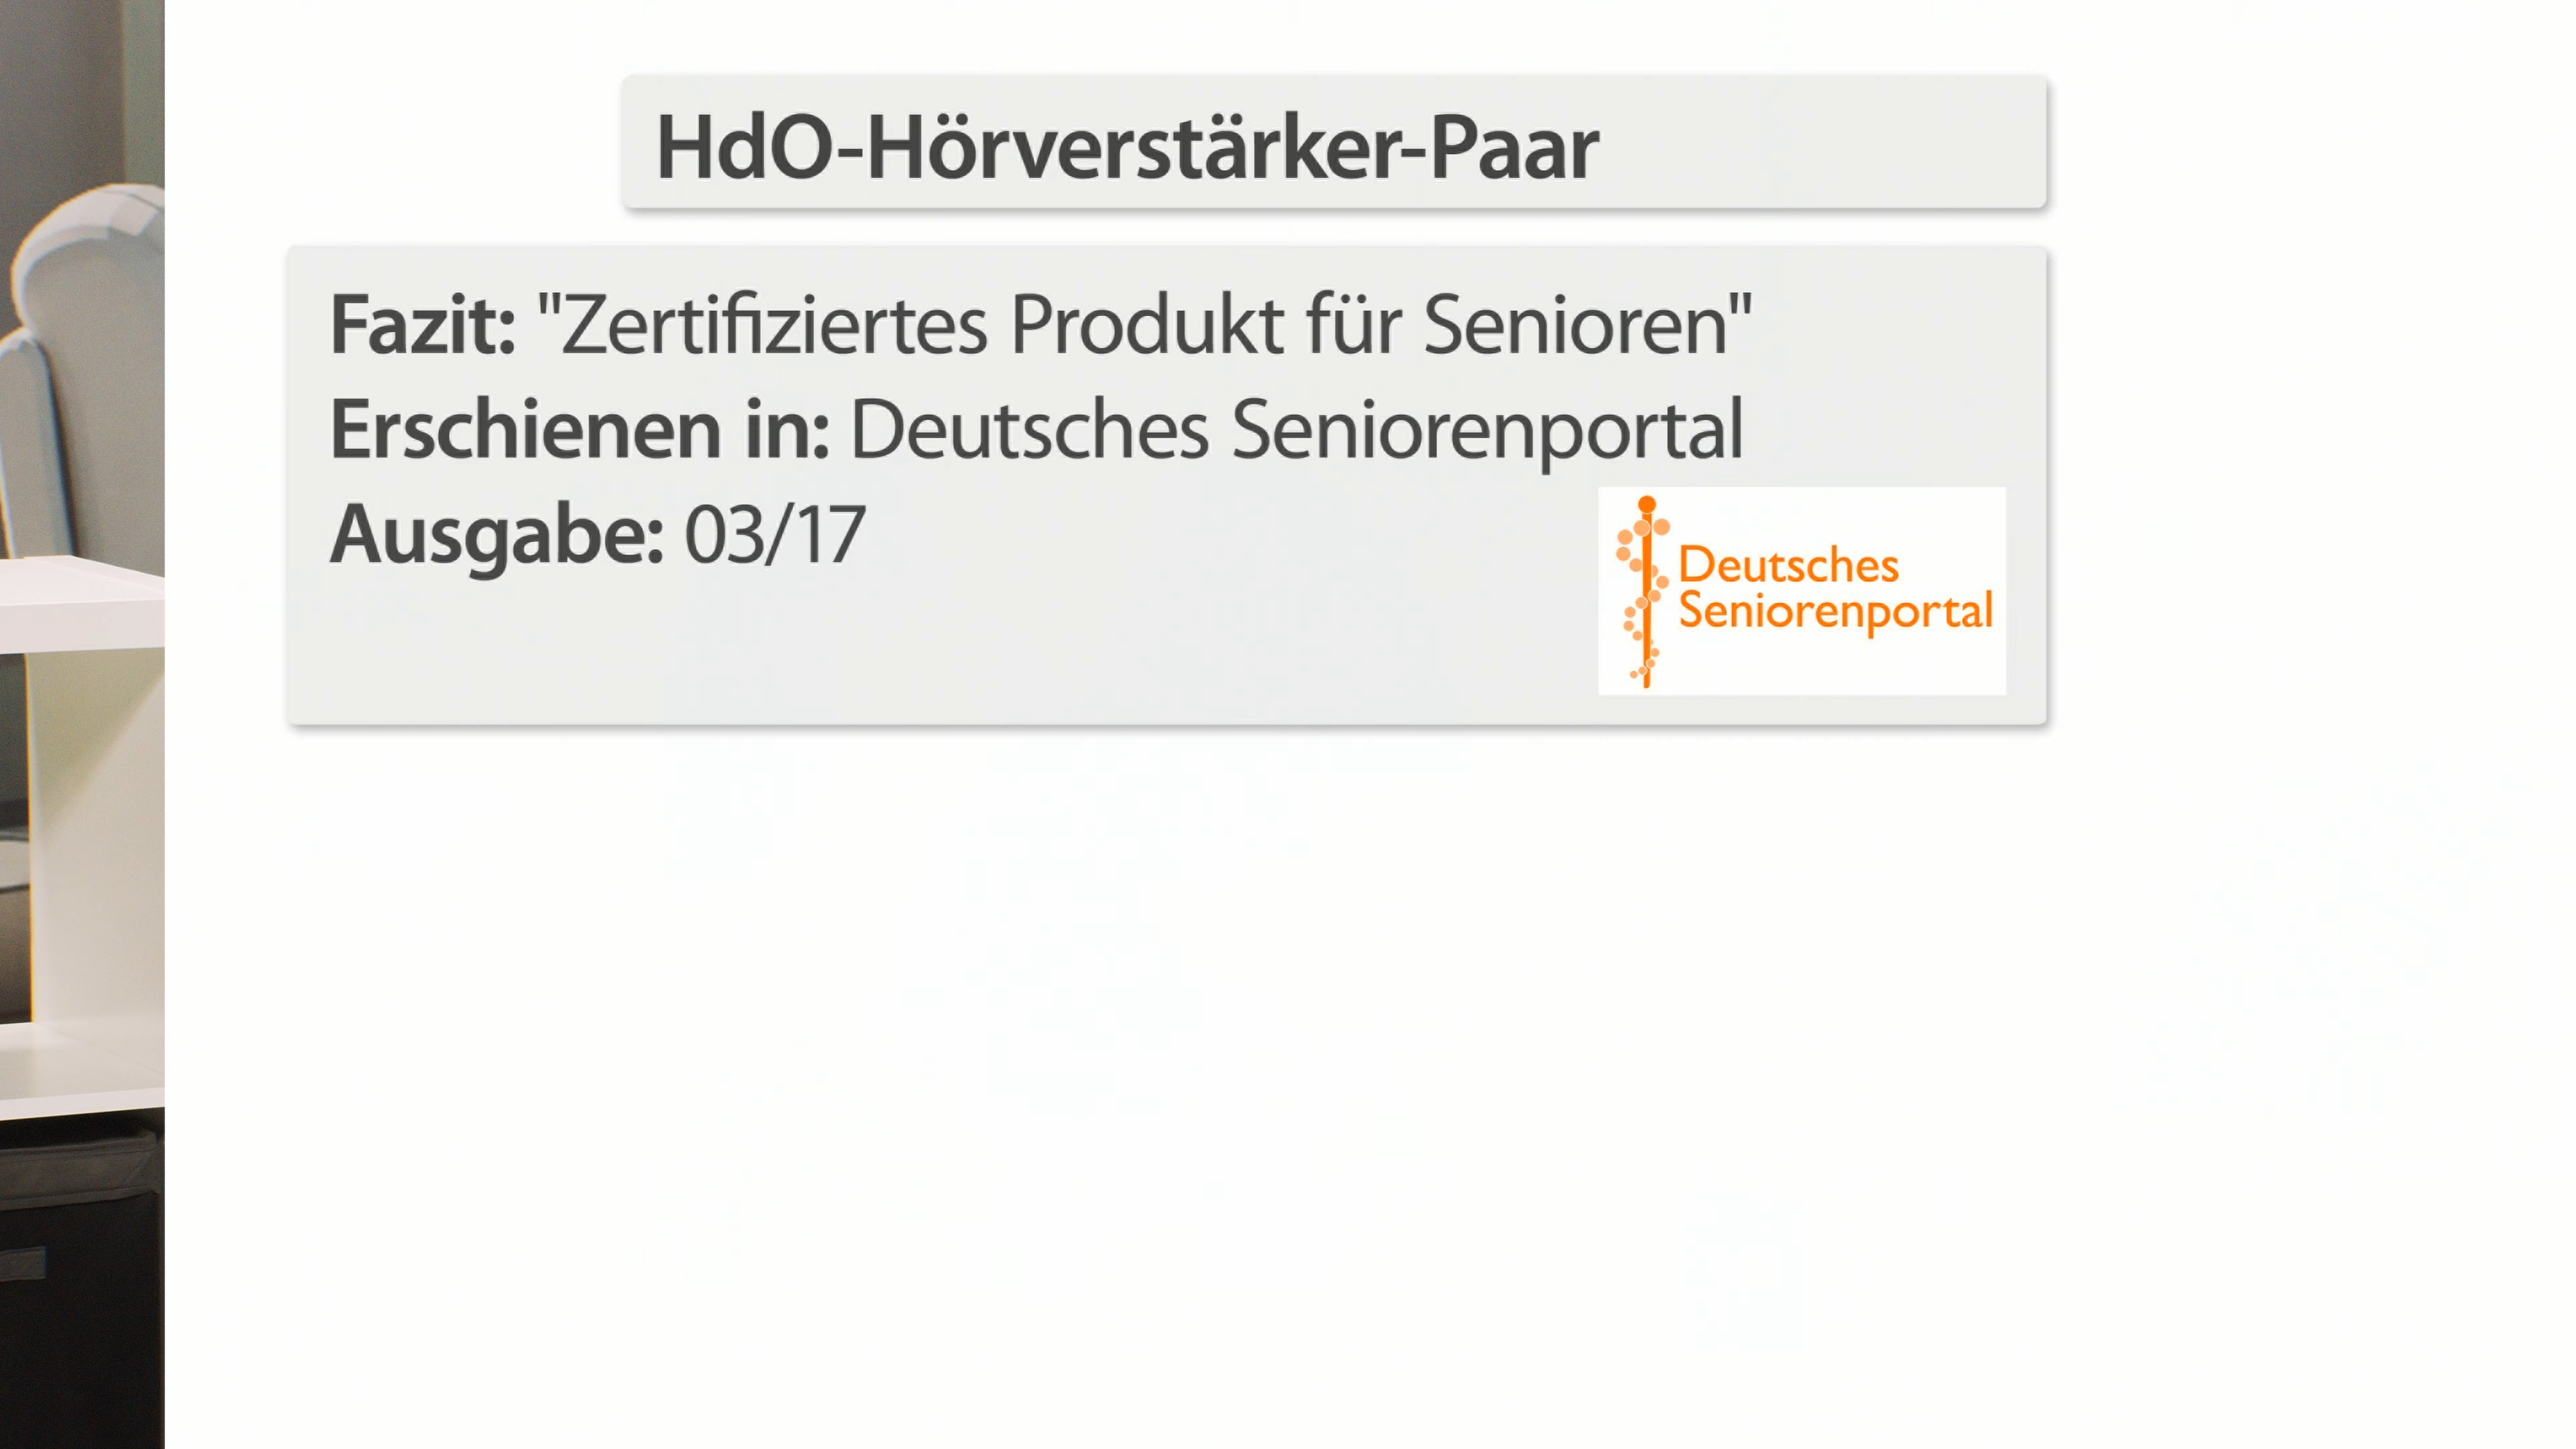 HdO-Hörverstärker-Paar
Fazit: "Zertifiziertes Produkt für Senioren"
Erschienen in: Deutsches Seniorenportal
Ausgabe: 03/17
Deutsches
Seniorenportal